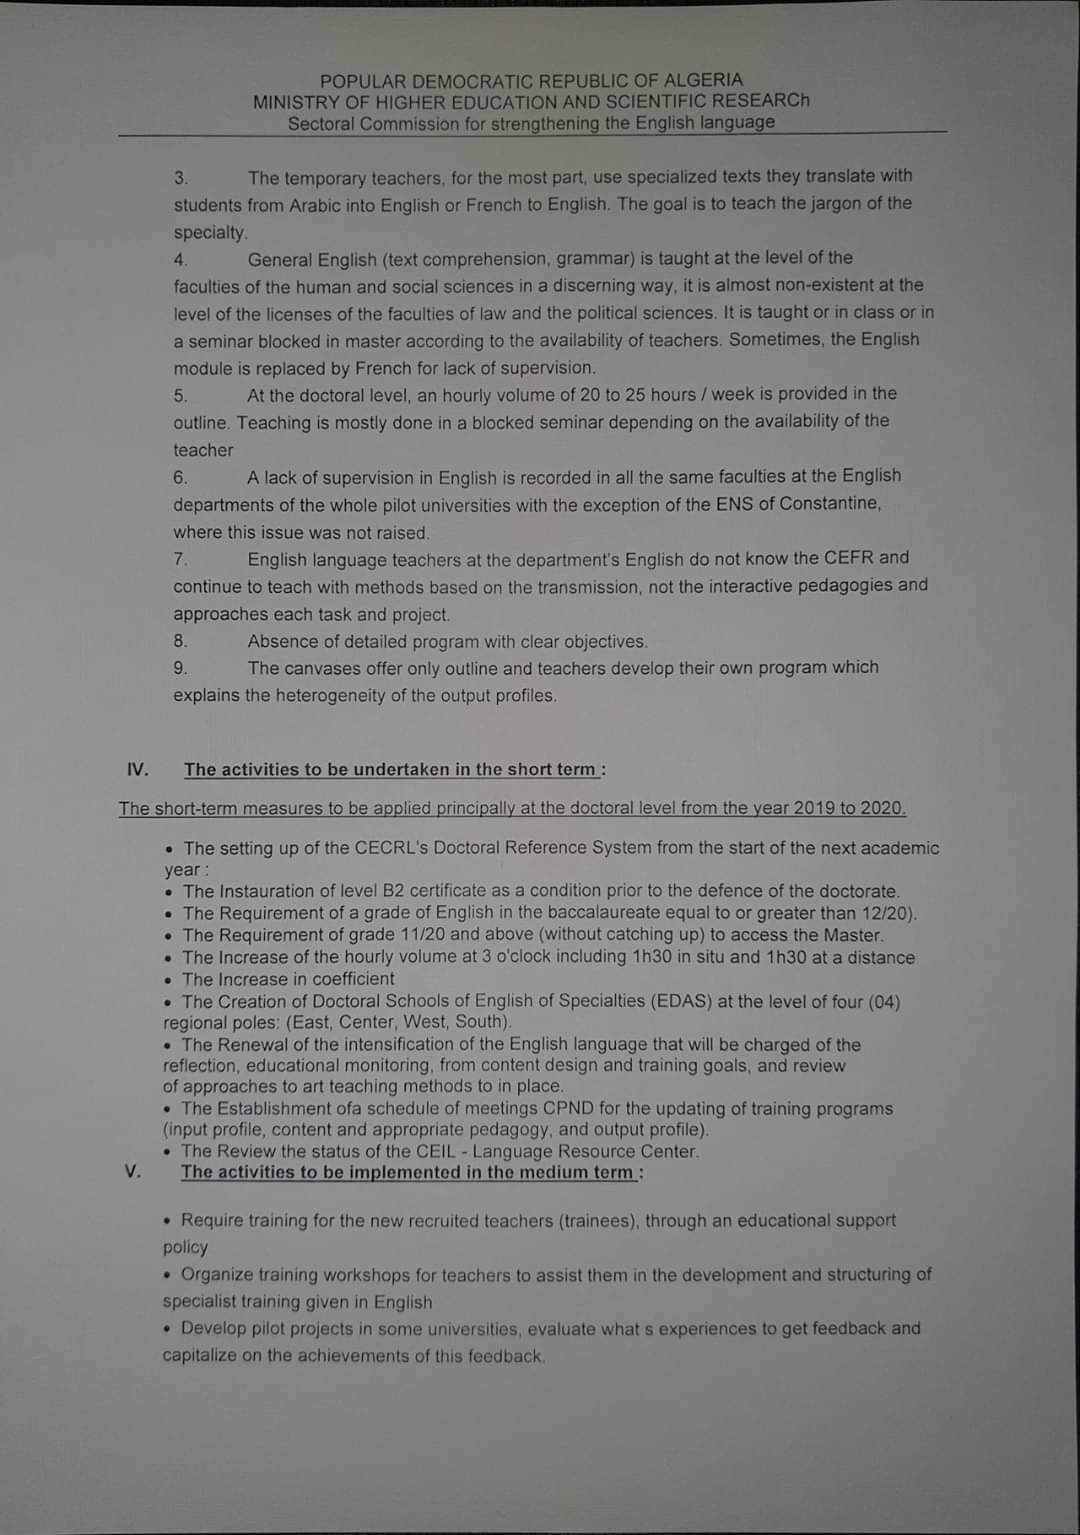 POPULAR DEMOCRATIC REPUBLIC OF ALGERIA
MINISTRY OF HIGHER EDUCATION AND SCIENTIFIC RESEARCh
Sectoral Commission for strengthening the English language
3. The temporary teachers, for the most part, use specialized texts they translate with
students from Arabic into English or French to English. The goal is to teach the jargon of the
specialty.
4. General English (text comprehension, grammar) is taught at the level of the
faculties of the human and social sciences in a discerning way, it is almost non-existent at the
level of the licenses of the faculties of law and the political sciences. It is taught or in class or in
a seminar blocked in master according to the availability of teachers. Sometimes, the English
module is replaced by French for lack of supervision.
5. At the doctoral level, an hourly volume of 20 to 25 hours / week is provided in the
outline. Teaching is mostly done in a blocked seminar depending on the availability of the
teacher
6. A lack of supervision in English is recorded in all the same faculties at the English
departments of the whole pilot universities with the exception of the ENS of Constantine,
where this issue was not raised.
7. English language teachers at the department's English do not know the CEFR and
continue to teach with methods based on the transmission, not the interactive pedagogies and
approaches each task and project.
8. Absence of detailed program with clear objectives.
9. The canvases offer only outline and teachers develop their own program which
explains the heterogeneity of the output profiles.
IV. The activities to be undertaken in the short term :
The short-term measures to be applied principally at the doctoral level from the year 2019 to 2020.
• The setting up of the CECRL's Doctoral Reference System from the start of the next academic
year :
• The Instauration of level B2 certificate as a condition prior to the defence of the doctorate.
• The Requirement of a grade of English in the baccalaureate equal to or greater than 12/20).
• The Requirement of grade 11/20 and above (without catching up) to access the Master.
• The Increase of the hourly volume at 3 o'clock including 1h30 in situ and 1h30 at a distance
• The Increase in coefficient
• The Creation of Doctoral Schools of English of Specialties (EDAS) at the level of four (04)
regional poles: (East, Center, West, South).
• The Renewal of the intensification of the English language that will be charged of the
reflection, educational monitoring, from content design and training goals, and review
of approaches to art teaching methods to in place.
• The Establishment ofa schedule of meetings CPND for the updating of training programs
(input profile, content and appropriate pedagogy, and output profile).
• The Review the status of the CEIL - Language Resource Center.
V. The activities to be implemented in the medium term :
• Require training for the new recruited teachers (trainees), through an educational support
policy
• Organize training workshops for teachers to assist them in the development and structuring of
specialist training given in English
• Develop pilot projects in some universities, evaluate what s experiences to get feedback and
capitalize on the achievements of this feedback.